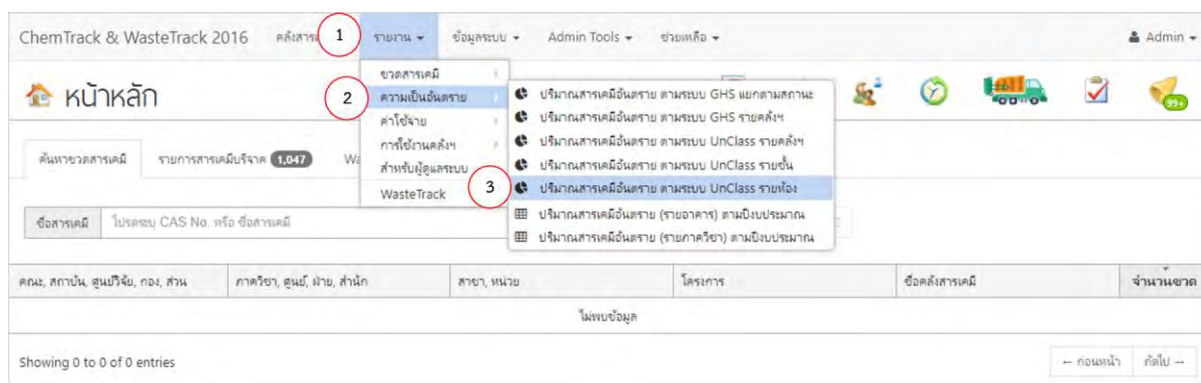 ChemTrack & WasteTrack 2016 คลังสารเ 1 รายงาน ข้อมูลระบบ Admin Tools ช่วยเหลือ Admin
ขวดสารเคมี
หน้าหลัก
2 ความเป็นอันตราย
ปริมาณสารเคมีอันตราย ตามระบบ GHS แยกตามสถานะ
99+
ค่าใช้จ่าย
ปริมาณสารเคมีอันตราย ตามระบบ GHS รายคลังฯ
การใช้งานคลังฯ
ปริมาณสารเคมีอันตราย ตามระบบ UnClass รายคลังฯ
ค้นหาขวดสารเคมี รายการสารเคมีบริจาค 1,047 Wa
สำหรับผู้ดูแลระบบ
ปริมาณสารเคมีอันตราย ตามระบบ UnClass รายชั้น
WasteTrack
3 ปริมาณสารเคมีอันตราย ตามระบบ UnClass รายห้อง
ปริมาณสารเคมีอันตราย (รายอาคาร) ตามปีงบประมาณ
ปริมาณสารเคมีอันตราย (รายภาควิชา) ตามปีงบประมาณ
ชื่อสารเคมี โปรดระบุ CAS No. หรือ ชื่อสารเคมี
คณะ, สถาบัน, ศูนย์วิจัย, กอง, ส่วน ภาควิชา, ศูนย์, ฝ่าย, สำนัก สาขา, หน่วย โครงการ ชื่อคลังสารเคมี จำนวนขวด
ไม่พบข้อมูล
Showing 0 to 0 of 0 entries ← ก่อนหน้า ถัดไป →